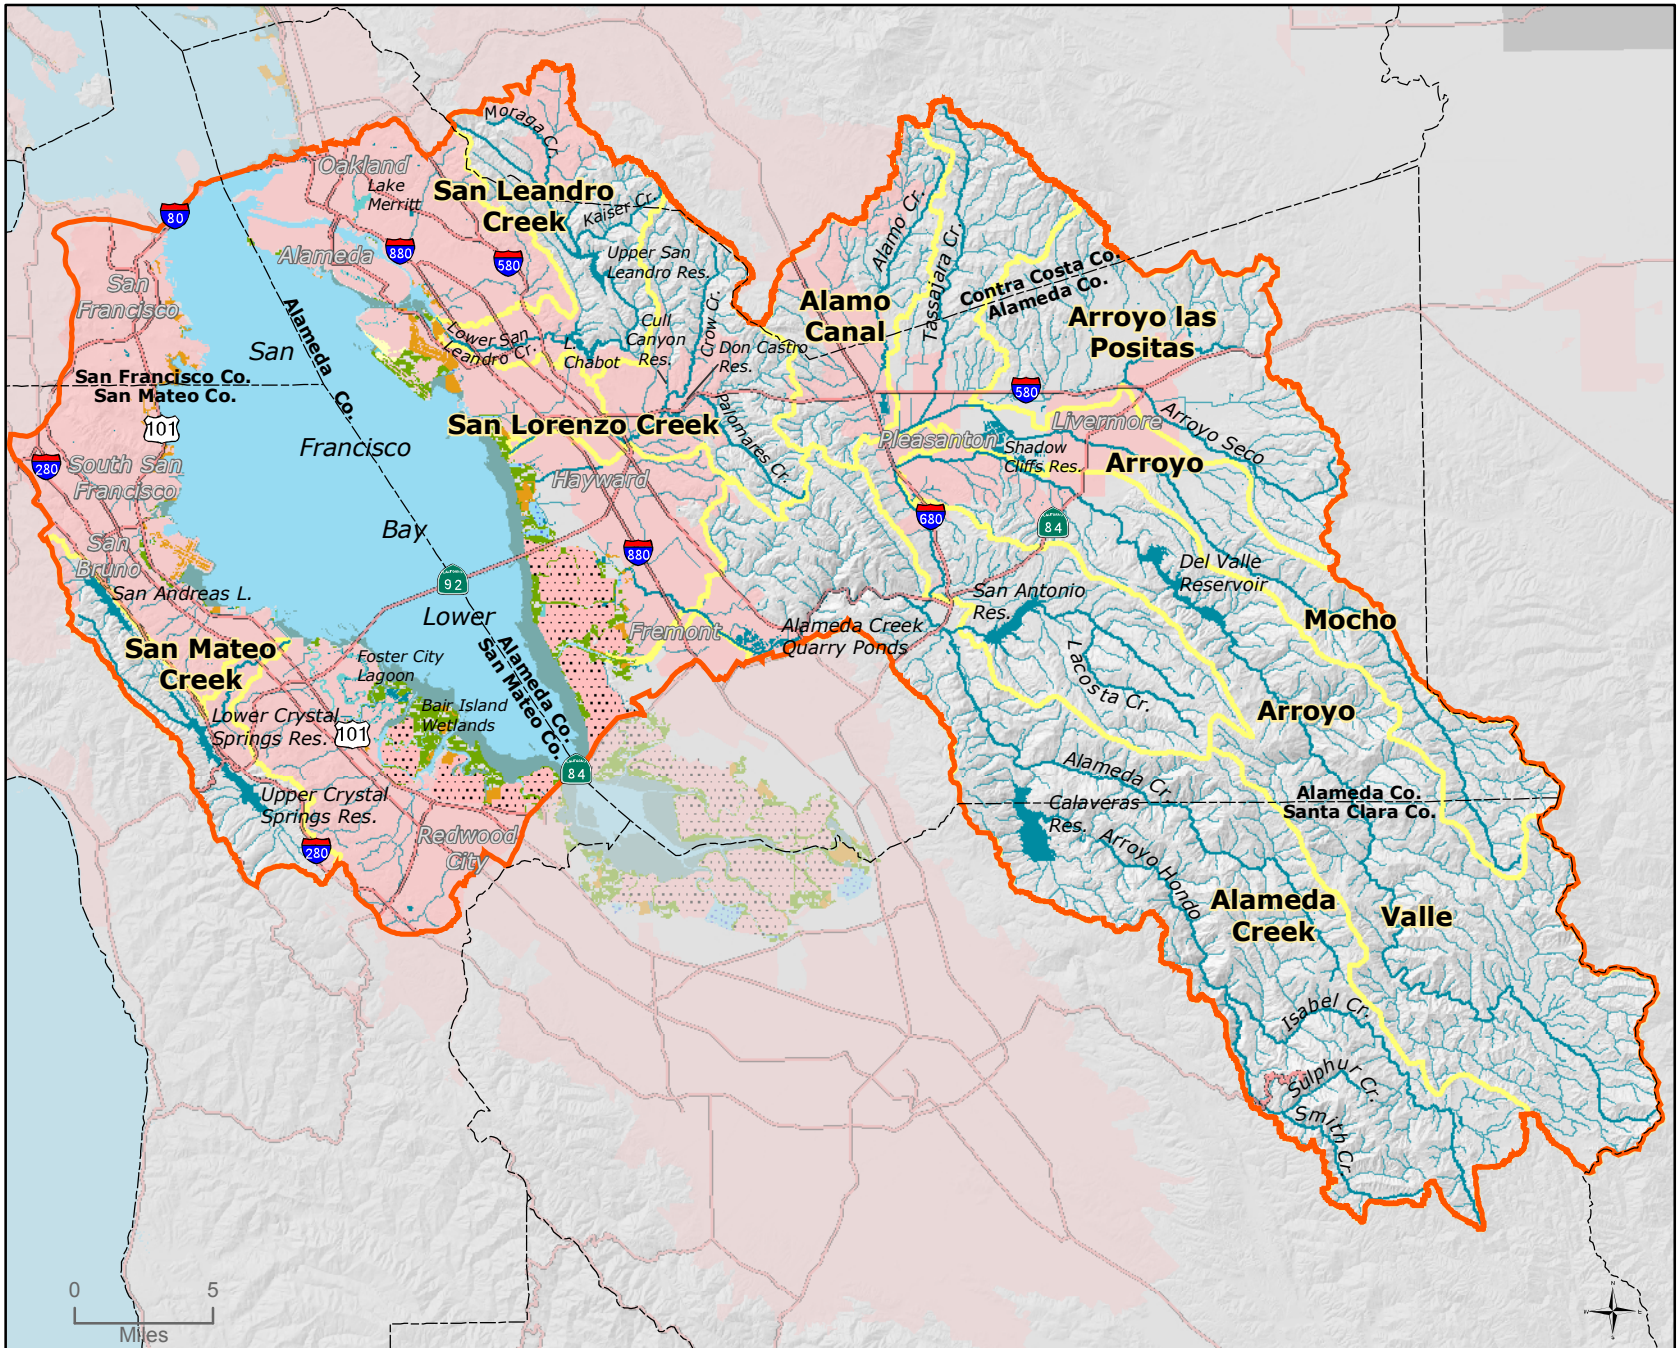 Moraga Cr.
Oakland
Lake
Merritt
San Leandro
Creek
Kaiser Cr.
80
880
580
Alameda
Upper San
Leandro Res.
Alamo Cr.
Tassajara Cr.
Contra Costa Co.
Alameda Co.
San
Francisco
Alameda Co.
San
Francisco
Bay
Lower
Lower San
Leandro Cr.
L.
Chabot
Cull
Canyon
Res.
Crow Cr.
Don Castro
Res.
Alamo
Canal
Arroyo las
Positas
San Francisco Co.
San Mateo Co.
101
280
South San
Francisco
San Lorenzo Creek
Palomares Cr.
580
Pleasanton
Livermore
Arroyo Seco
Shadow
Cliffs Res.
Arroyo
Mocho
Hayward
680
CALIFORNIA
84
San
Bruno
San Andreas L.
CALIFORNIA
92
880
Del Valle
Reservoir
San Antonio
Res.
Fremont
Alameda Creek
Quarry Ponds
Lacosta Cr.
San Mateo
Creek
Foster City
Lagoon
Alameda Co.
San Mateo Co.
Bair Island
Wetlands
Lower Crystal
Springs Res.
101
CALIFORNIA
84
Arroyo
Valle
Alameda Cr.
Upper Crystal
Springs Res.
280
Redwood
City
Calaveras
Res.
Alameda Co.
Santa Clara Co.
Arroyo Hondo
Alameda
Creek
Isabel Cr.
Sulphur Cr.
Smith Cr.
0 5
Miles
N
W E
S